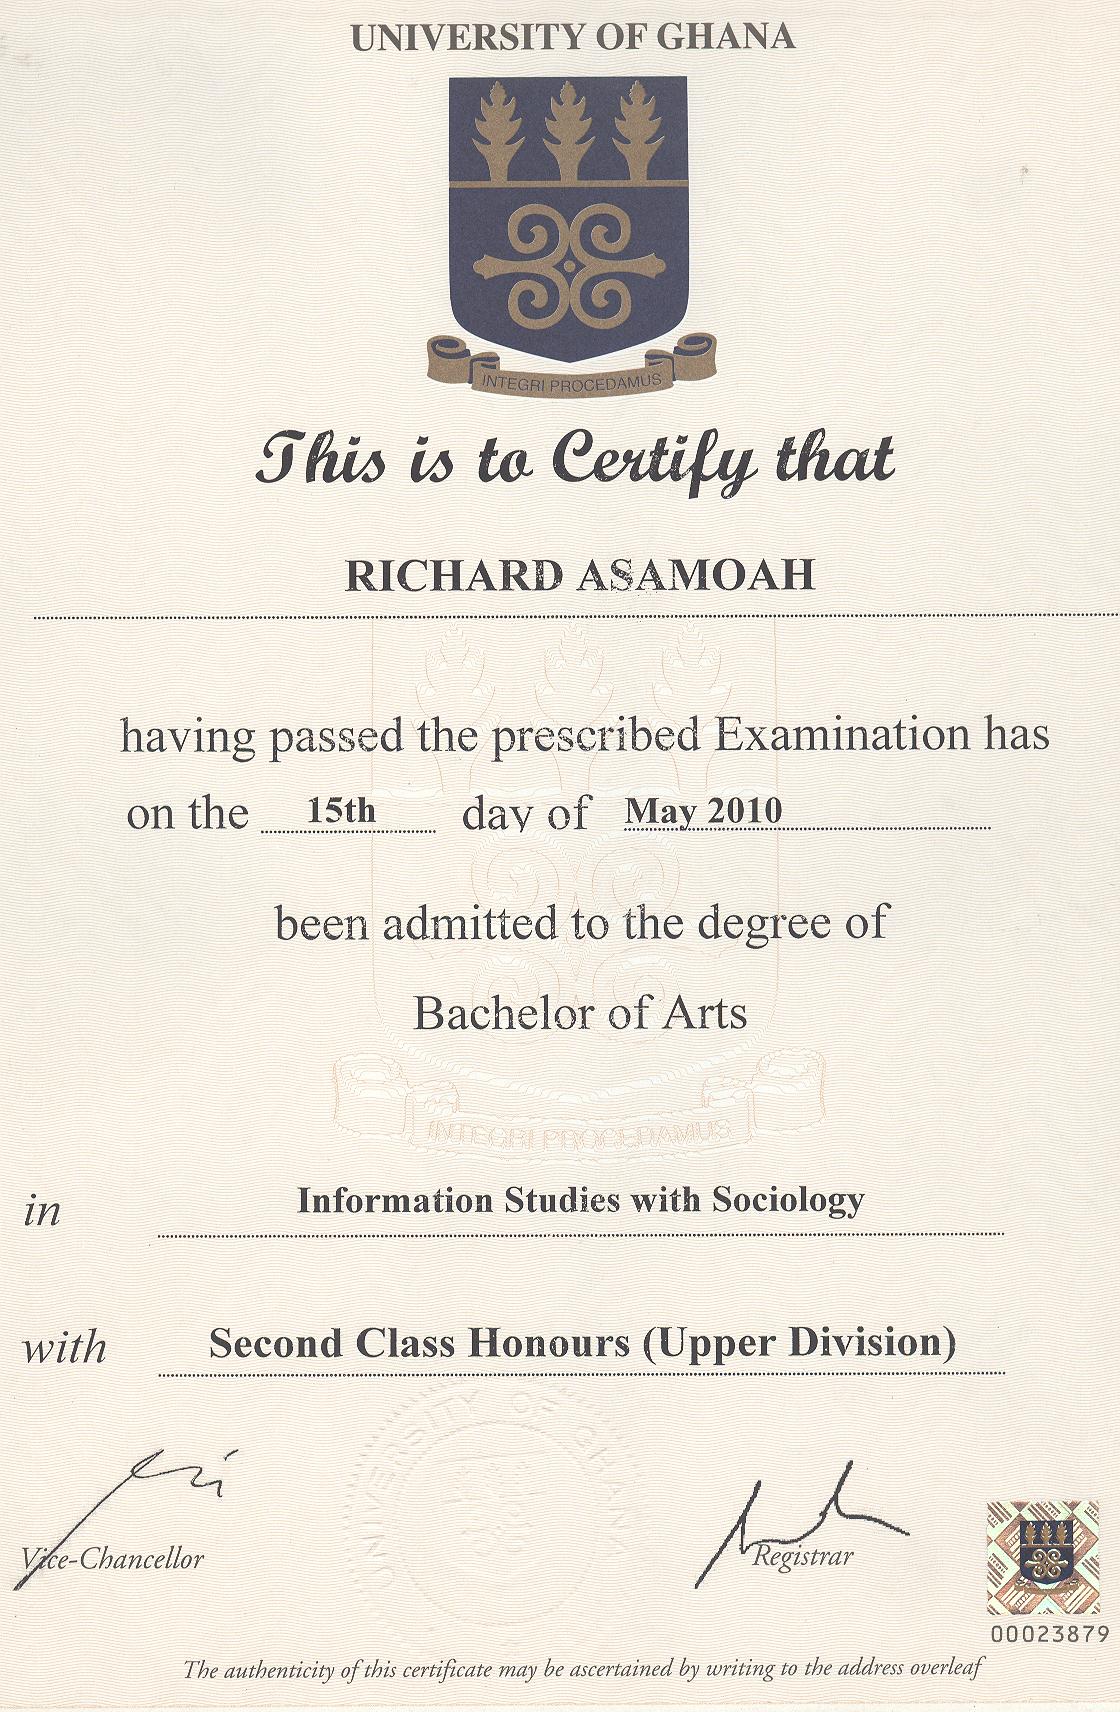 UNIVERSITY OF GHANA
INTEGRI PROCEDAMUS
This is to Certify that
RICHARD ASAMOAH
having passed the prescribed Examination has
on the 15th day of May 2010
been admitted to the degree of
Bachelor of Arts
INTEGRI PROCEDAMUS
in Information Studies with Sociology
with Second Class Honours (Upper Division)
UNIVERSITY OF GHANA
Vice-Chancellor
Registrar
00023879
The authenticity of this certificate may be ascertained by writing to the address overleaf